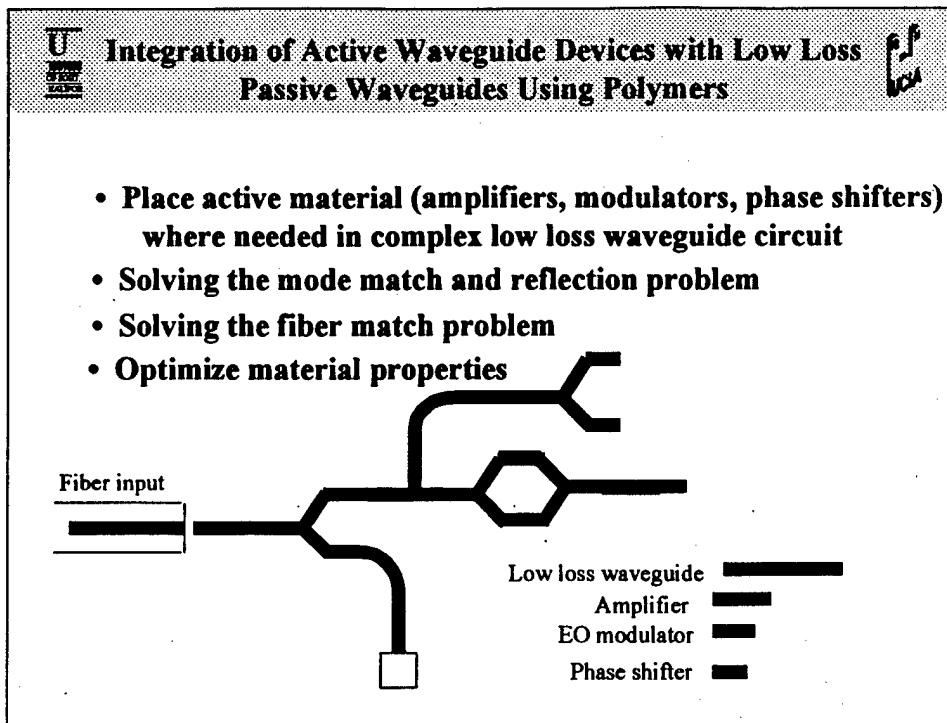 U
Integration of Active Waveguide Devices with Low Loss
Passive Waveguides Using Polymers
• Place active material (amplifiers, modulators, phase shifters)
where needed in complex low loss waveguide circuit
• Solving the mode match and reflection problem
• Solving the fiber match problem
• Optimize material properties
Fiber input
Low loss waveguide
Amplifier
EO modulator
Phase shifter